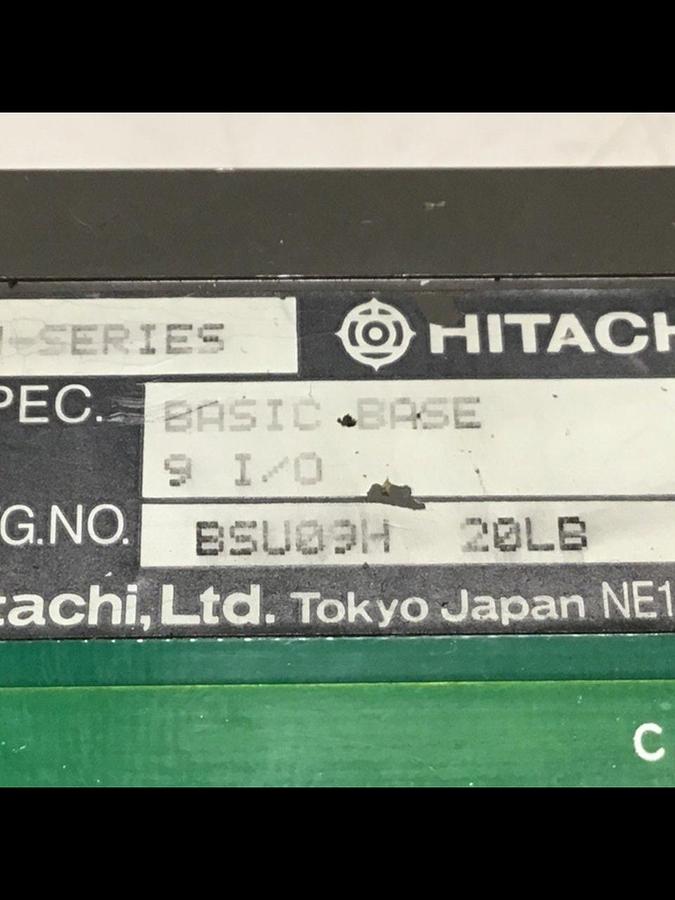 -SERIES HITACH
PEC. BASIC BASE
9 I/O
G.NO. BSU09H 20LB
tachi,Ltd. Tokyo Japan NE1
C